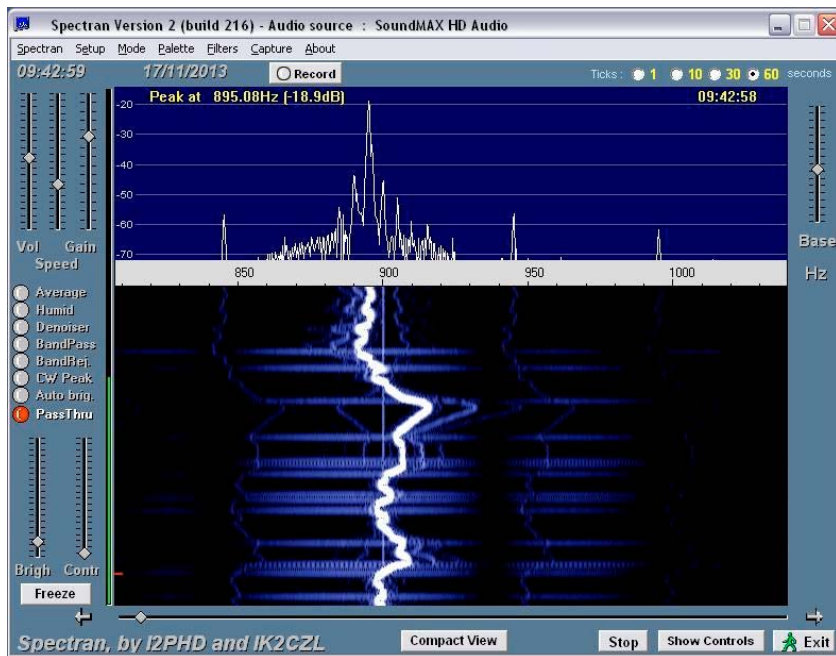 Spectran Version 2 (build 216) - Audio source : SoundMAX HD Audio
Spectran Setup Mode Palette Filters Capture About
09:42:59 17/11/2013 Record Ticks: 1 10 30 60 seconds
Peak at 895.08Hz (-18.9dB) 09:42:58
-20
-30
-40
-50
-60
-70
Vol Gain
Speed
Base
850 900 950 1000 Hz
Average
Humid
Denoiser
BandPass
BandRej.
CW Peak
Auto brig.
PassThru
Brigh Contr
Freeze
Spectran, by I2PHD and IK2CZL Compact View Stop Show Controls Exit